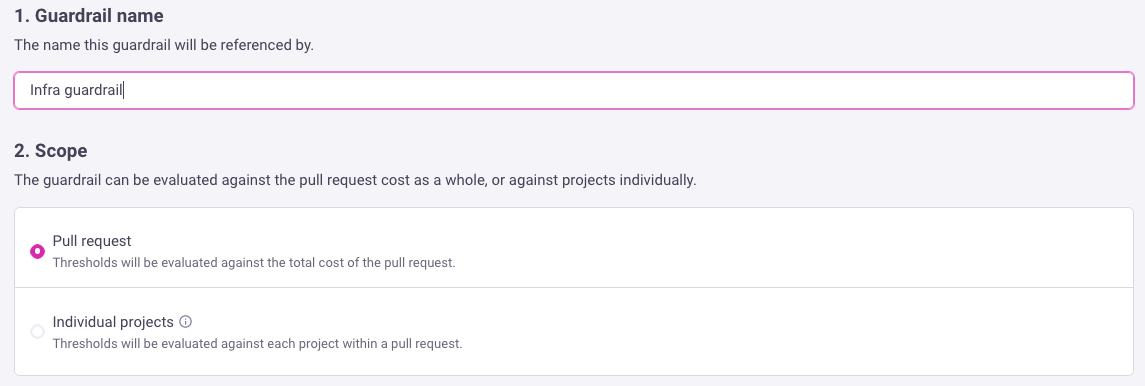 1. Guardrail name
The name this guardrail will be referenced by.
Infra guardrail
2. Scope
The guardrail can be evaluated against the pull request cost as a whole, or against projects individually.
Pull request
Thresholds will be evaluated against the total cost of the pull request.
Individual projects
Thresholds will be evaluated against each project within a pull request.